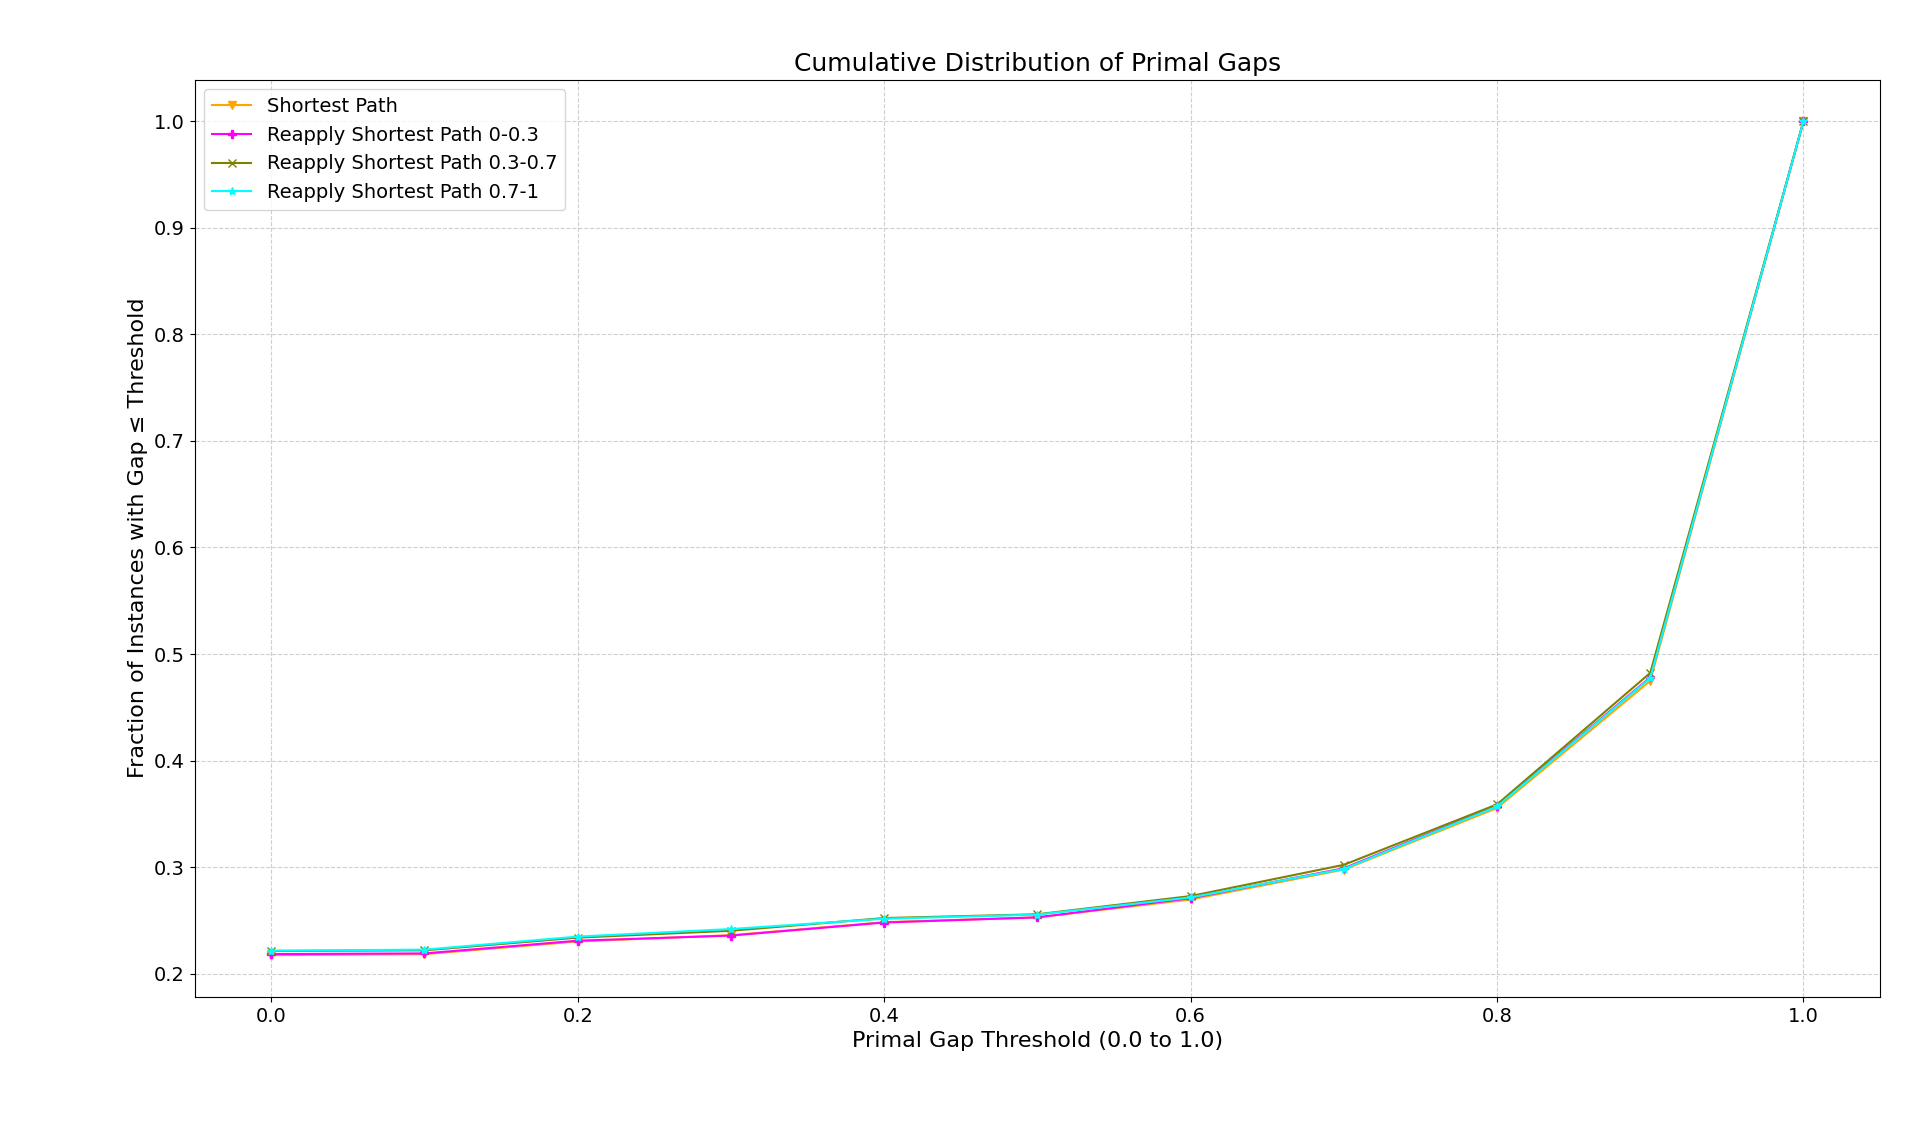 Cumulative Distribution of Primal Gaps
Shortest Path
Reapply Shortest Path 0-0.3
Reapply Shortest Path 0.3-0.7
Reapply Shortest Path 0.7-1
Fraction of Instances with Gap ≤ Threshold
1.0
0.9
0.8
0.7
0.6
0.5
0.4
0.3
0.2
0.0 0.2 0.4 0.6 0.8 1.0
Primal Gap Threshold (0.0 to 1.0)